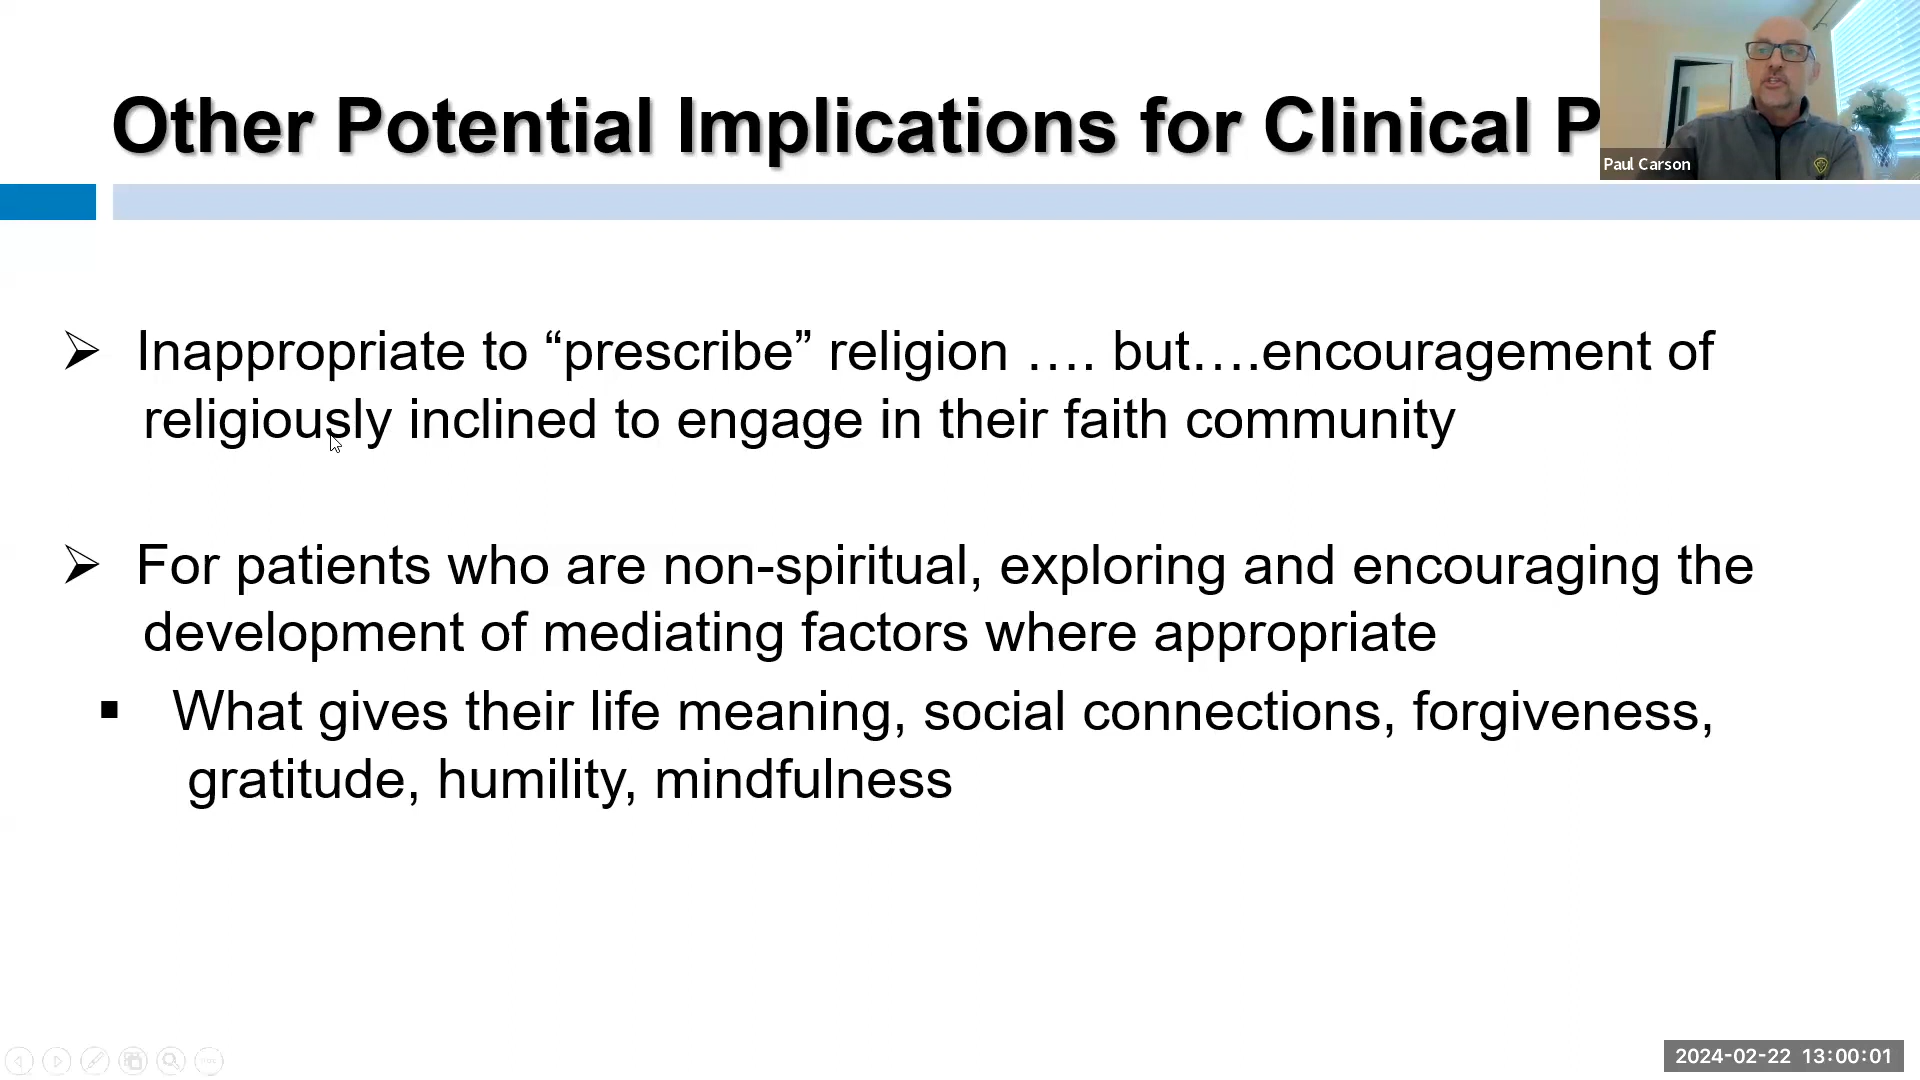 Other Potential Implications for Clinical P
Paul Carson
➢ Inappropriate to “prescribe” religion …. but….encouragement of
religiously inclined to engage in their faith community
➢ For patients who are non-spiritual, exploring and encouraging the
development of mediating factors where appropriate
▪ What gives their life meaning, social connections, forgiveness,
gratitude, humility, mindfulness
2024-02-22 13:00:01